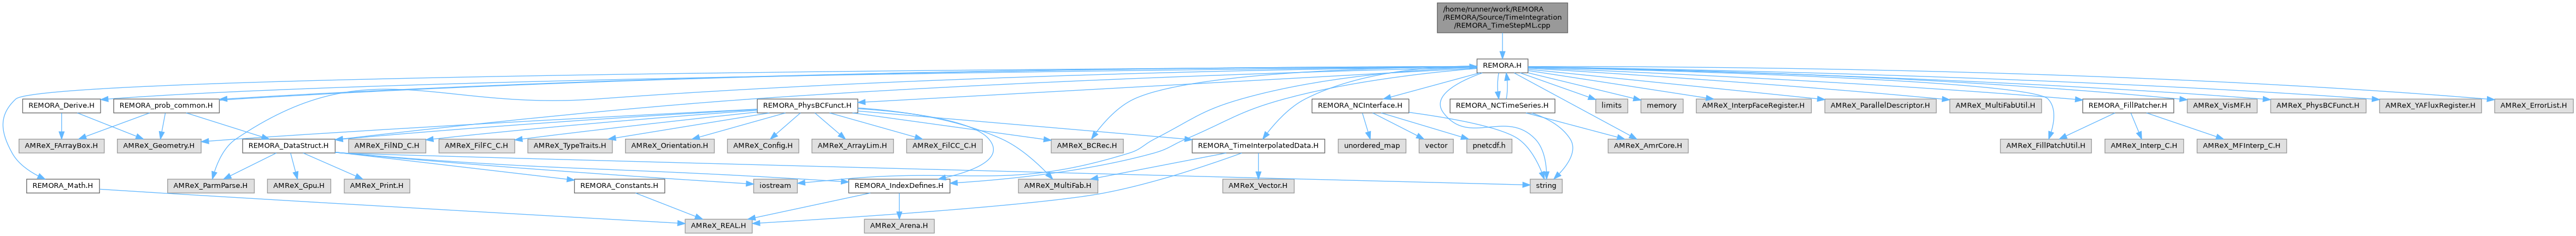 /home/runner/work/REMORA
/REMORA/Source/TimeIntegration
/REMORA_TimeStepML.cpp
REMORA.H
REMORA_Derive.H
REMORA_prob_common.H
REMORA_PhysBCFunct.H
REMORA_NCInterface.H
REMORA_NCTimeSeries.H
limits
memory
AMReX_InterpFaceRegister.H
AMReX_ParallelDescriptor.H
AMReX_MultiFabUtil.H
REMORA_FillPatcher.H
AMReX_VisMF.H
AMReX_PhysBCFunct.H
AMReX_YAFluxRegister.H
AMReX_ErrorList.H
AMReX_FArrayBox.H
AMReX_Geometry.H
REMORA_DataStruct.H
AMReX_FilND_C.H
AMReX_FilFC_C.H
AMReX_TypeTraits.H
AMReX_Orientation.H
AMReX_Config.H
AMReX_ArrayLim.H
AMReX_FilCC_C.H
AMReX_BCRec.H
REMORA_TimeInterpolatedData.H
unordered_map
vector
pnetcdf.h
AMReX_AmrCore.H
AMReX_FillPatchUtil.H
AMReX_Interp_C.H
AMReX_MFInterp_C.H
REMORA_Math.H
AMReX_ParmParse.H
AMReX_Gpu.H
AMReX_Print.H
REMORA_Constants.H
iostream
REMORA_IndexDefines.H
AMReX_MultiFab.H
AMReX_Vector.H
string
AMReX_REAL.H
AMReX_Arena.H